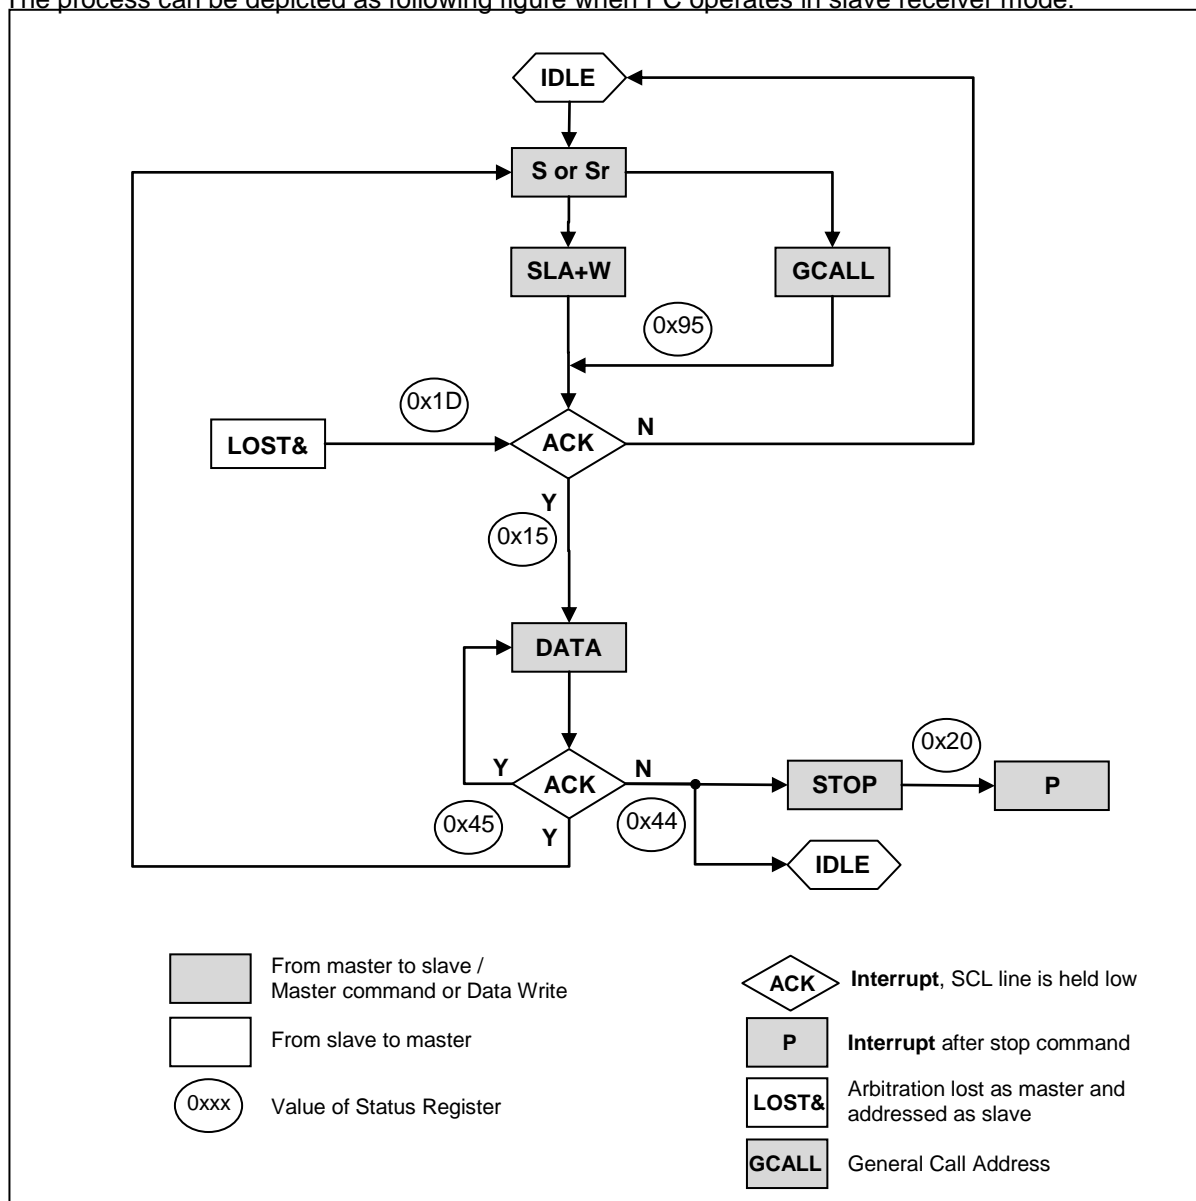 The process can be depicted as following figure when I²C operates in slave receiver mode.
IDLE
S or Sr
SLA+W
GCALL
0x95
0x1D
LOST&
ACK
N
Y
0x15
DATA
0x20
Y
ACK
N
STOP
P
0x45
Y
0x44
IDLE
From master to slave /
Master command or Data Write
From slave to master
0xxx
Value of Status Register
ACK
Interrupt, SCL line is held low
P
Interrupt after stop command
LOST&
Arbitration lost as master and
addressed as slave
GCALL
General Call Address